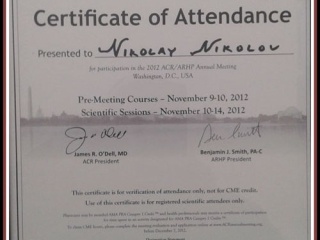 Certificate of Attendance
Presented to NIKOLAY NIKOLOV
for participation in the 2012 ACR/ARHP Annual Meeting
Washington, D.C., USA
Pre-Meeting Courses – November 9-10, 2012
Scientific Sessions – November 10-14, 2012
James R. O'Dell, MD
ACR President
Benjamin J. Smith, PA-C
ARHP President
This certificate is for verification of attendance only, not for CME credit.
Use of this certificate is for registered scientific attendees only.